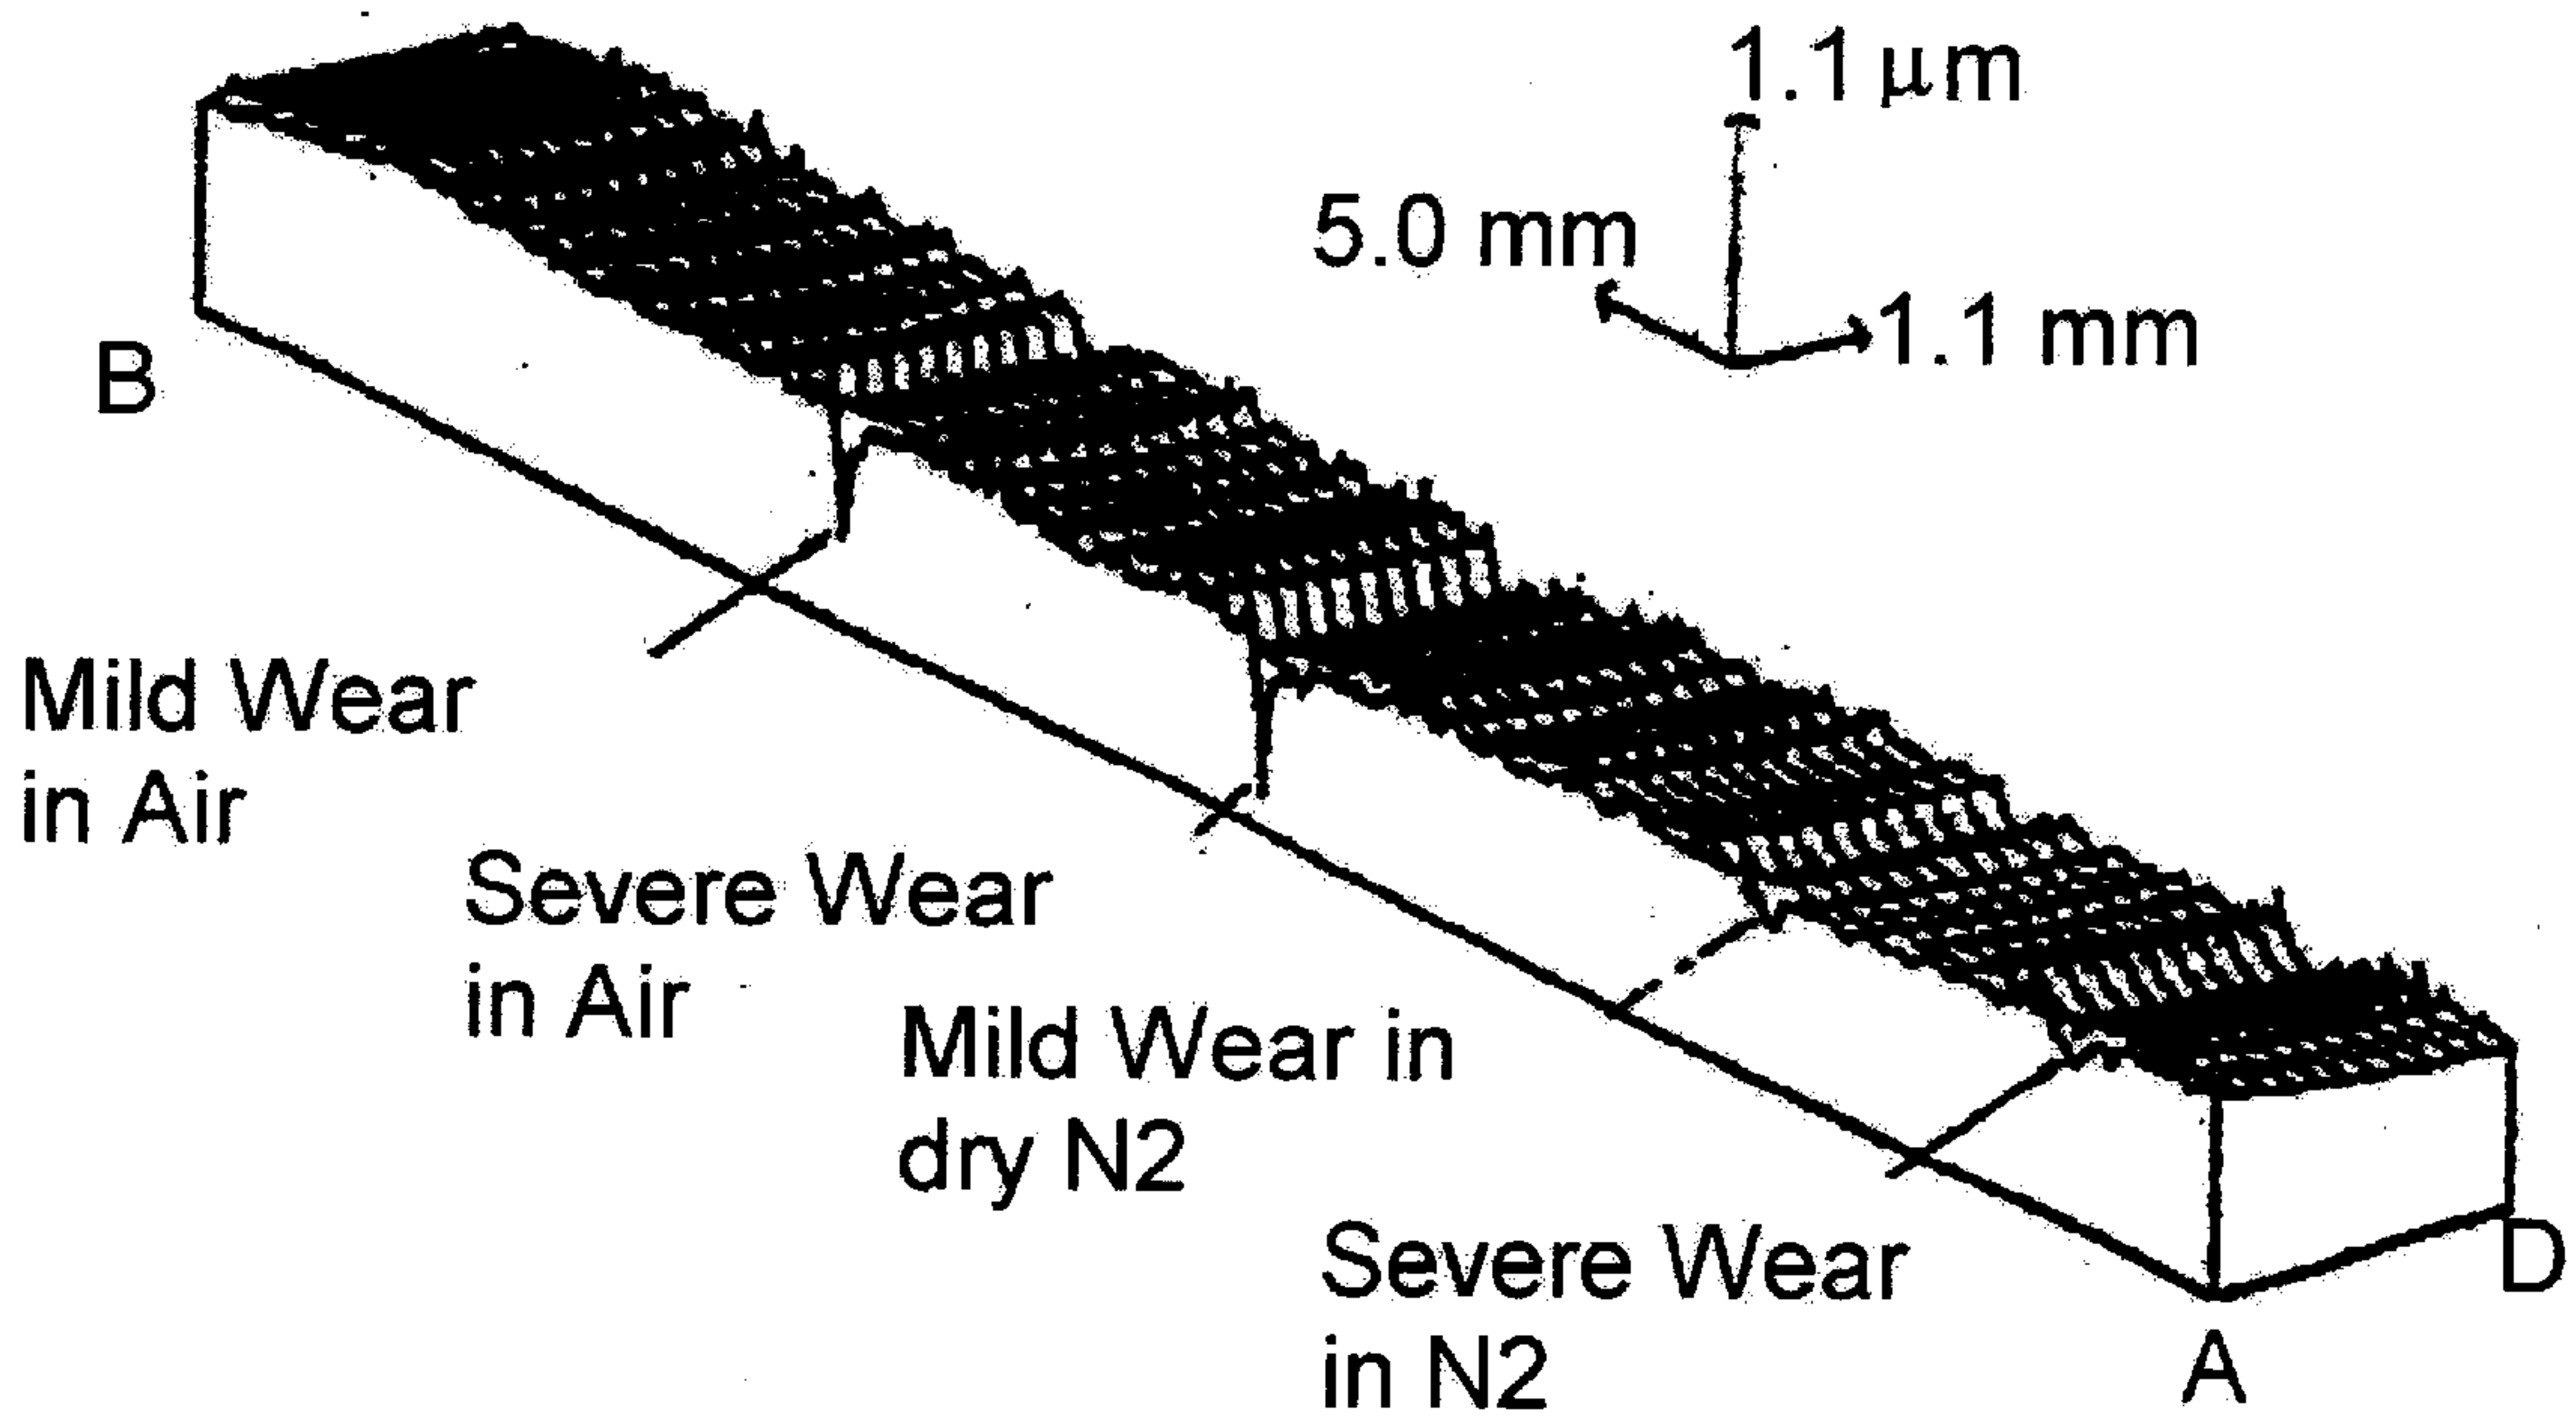 1.1 μm
5.0 mm
1.1 mm
B
Mild Wear
in Air
Severe Wear
in Air
Mild Wear in
dry N2
Severe Wear
in N2
D
A